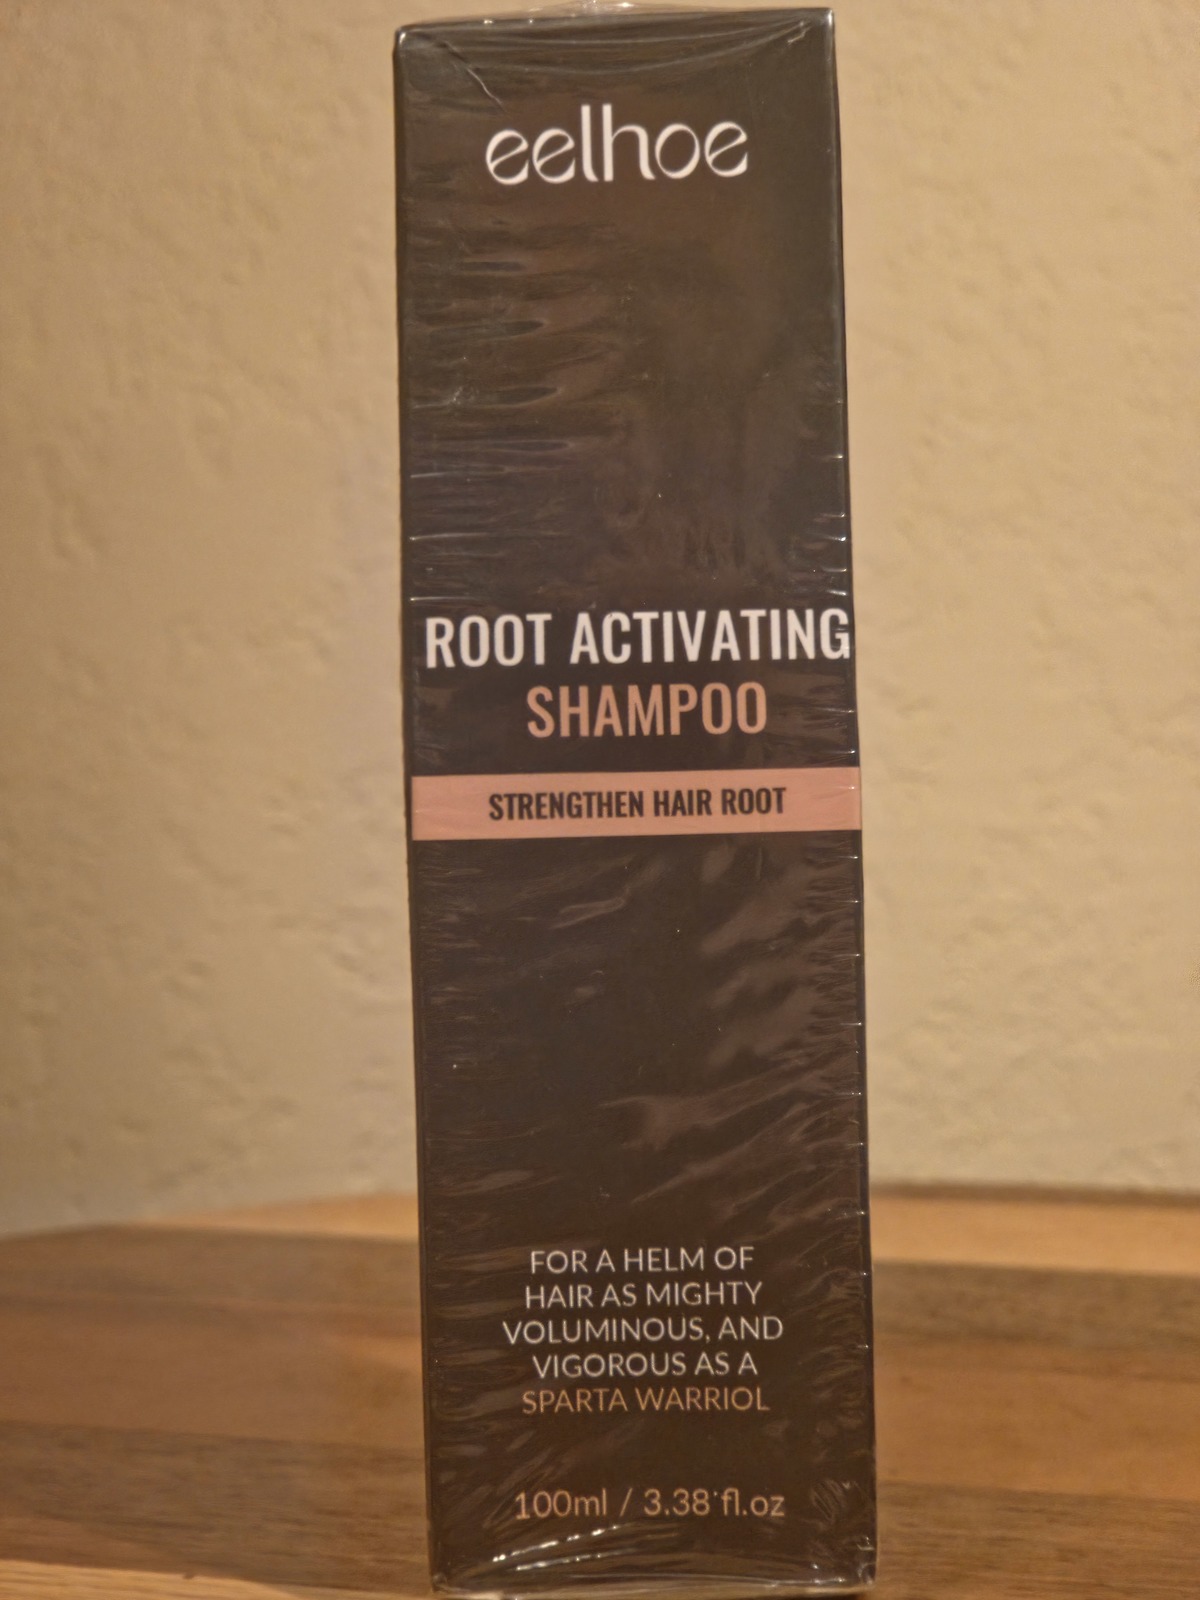 eelhoe
ROOT ACTIVATING
SHAMPOO
STRENGTHEN HAIR ROOT
FOR A HELM OF
HAIR AS MIGHTY
VOLUMINOUS, AND
VIGOROUS AS A
SPARTA WARRIOL
100ml / 3.38 fl.oz